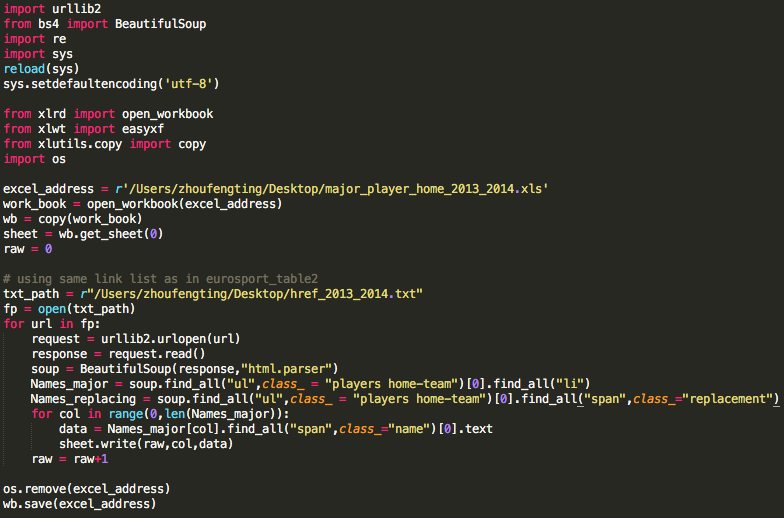 import urllib2
from bs4 import BeautifulSoup
import re
import sys
reload(sys)
sys.setdefaultencoding('utf-8')

from xlrd import open_workbook
from xlwt import easyxf
from xlutils.copy import copy
import os

excel_address = r'/Users/zhoufengting/Desktop/major_player_home_2013_2014.xls'
work_book = open_workbook(excel_address)
wb = copy(work_book)
sheet = wb.get_sheet(0)
raw = 0

# using same link list as in eurosport_table2
txt_path = r"/Users/zhoufengting/Desktop/href_2013_2014.txt"
fp = open(txt_path)
for url in fp:
    request = urllib2.urlopen(url)
    response = request.read()
    soup = BeautifulSoup(response,"html.parser")
    Names_major = soup.find_all("ul",class_ = "players home-team")[0].find_all("li")
    Names_replacing = soup.find_all("ul",class_ = "players home-team")[0].find_all("span",class_="replacement")
    for col in range(0,len(Names_major)):
        data = Names_major[col].find_all("span",class_="name")[0].text
        sheet.write(raw,col,data)
    raw = raw+1

os.remove(excel_address)
wb.save(excel_address)